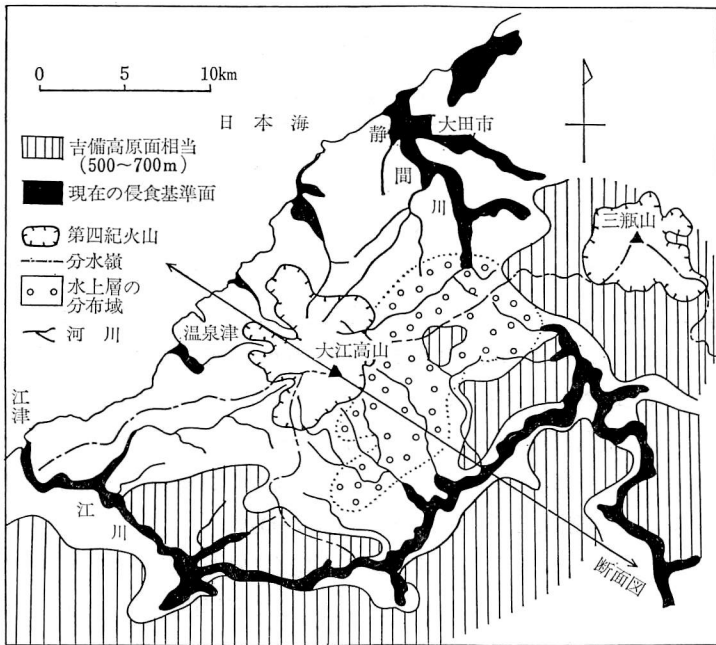 0 5 10km
吉備高原面相当
(500～700m)
現在の侵食基準面
第四紀火山
分水嶺
水上層の
分布域
河川
日本海
大田市
静間川
三瓶山
温泉津
大江高山
江津
江川
断面図